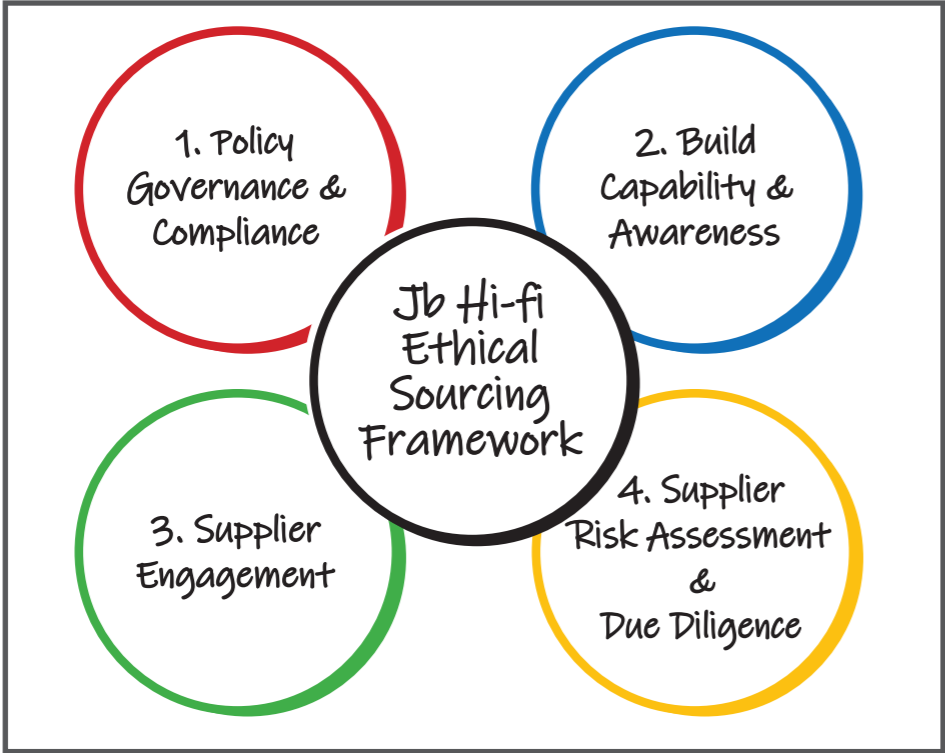 1. Policy
Governance &
Compliance
2. Build
Capability &
Awareness
Jb Hi-fi
Ethical
Sourcing
Framework
3. Supplier
Engagement
4. Supplier
Risk Assessment
&
Due Diligence